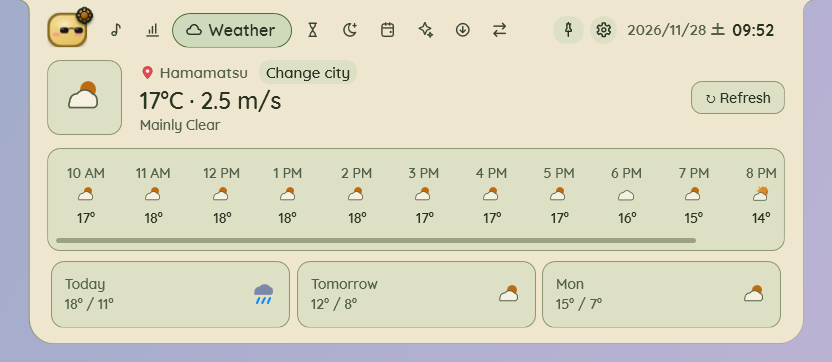 Weather 2026/11/28 土 09:52
Hamamatsu Change city
17°C · 2.5 m/s
Mainly Clear
↻ Refresh
10 AM 11 AM 12 PM 1 PM 2 PM 3 PM 4 PM 5 PM 6 PM 7 PM 8 PM
17° 18° 18° 18° 18° 17° 17° 17° 16° 15° 14°
Today
18° / 11°
Tomorrow
12° / 8°
Mon
15° / 7°